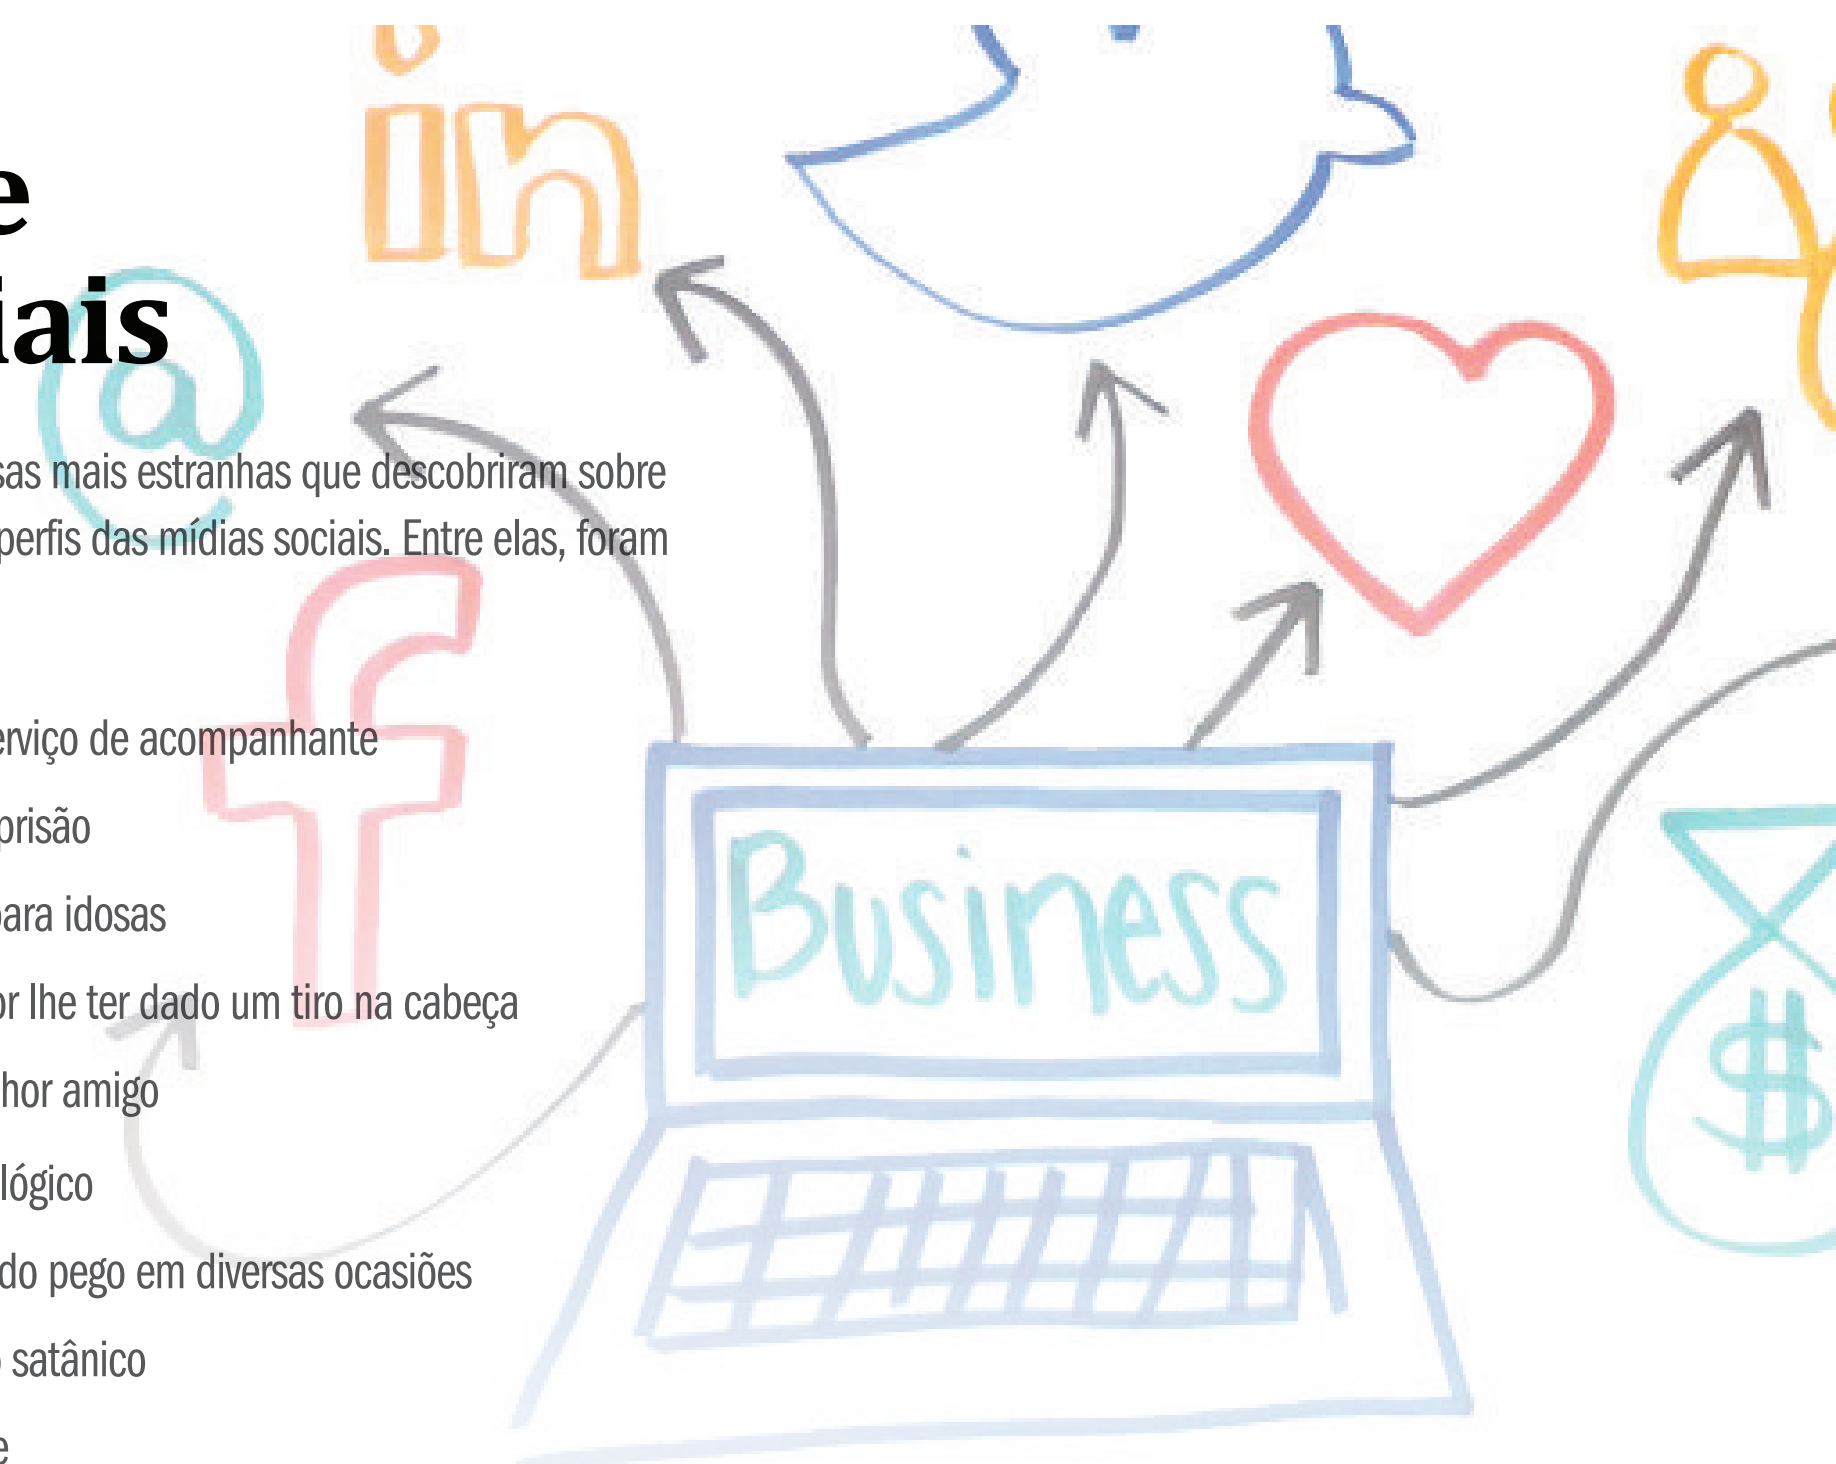 e
iais
sas mais estranhas que descobriram sobre
perfis das mídias sociais. Entre elas, foram
erviço de acompanhante
prisão
para idosas
or lhe ter dado um tiro na cabeça
hor amigo
lógico
do pego em diversas ocasiões
o satânico
e
in
@
f
Business
$